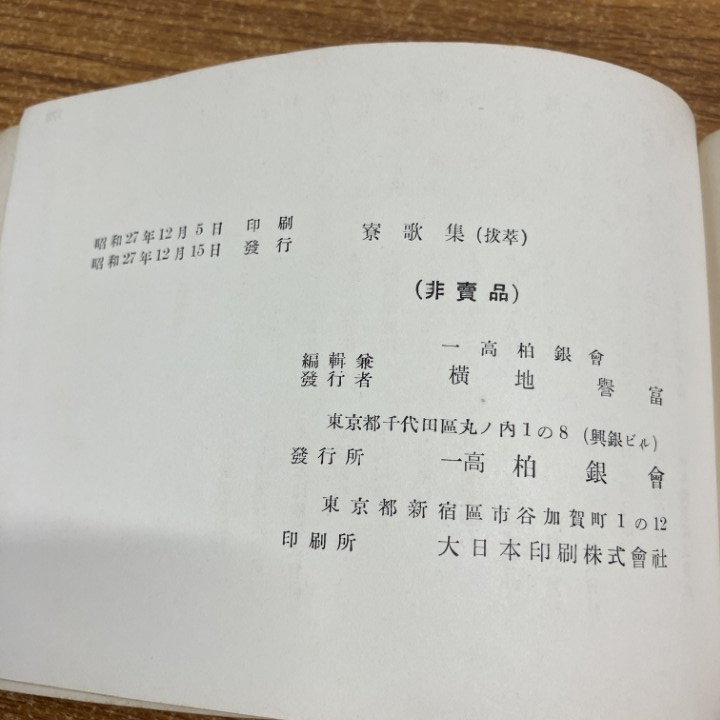 昭和27年12月5日 印刷
昭和27年12月15日 發行
寮歌集(拔萃)
(非賣品)
一高柏銀會
編輯兼
發行者 橫地譽富
東京都千代田區丸ノ內1の8(興銀ビル)
發行所 一高柏銀會
東京都新宿區市谷加賀町1の12
印刷所 大日本印刷株式會社